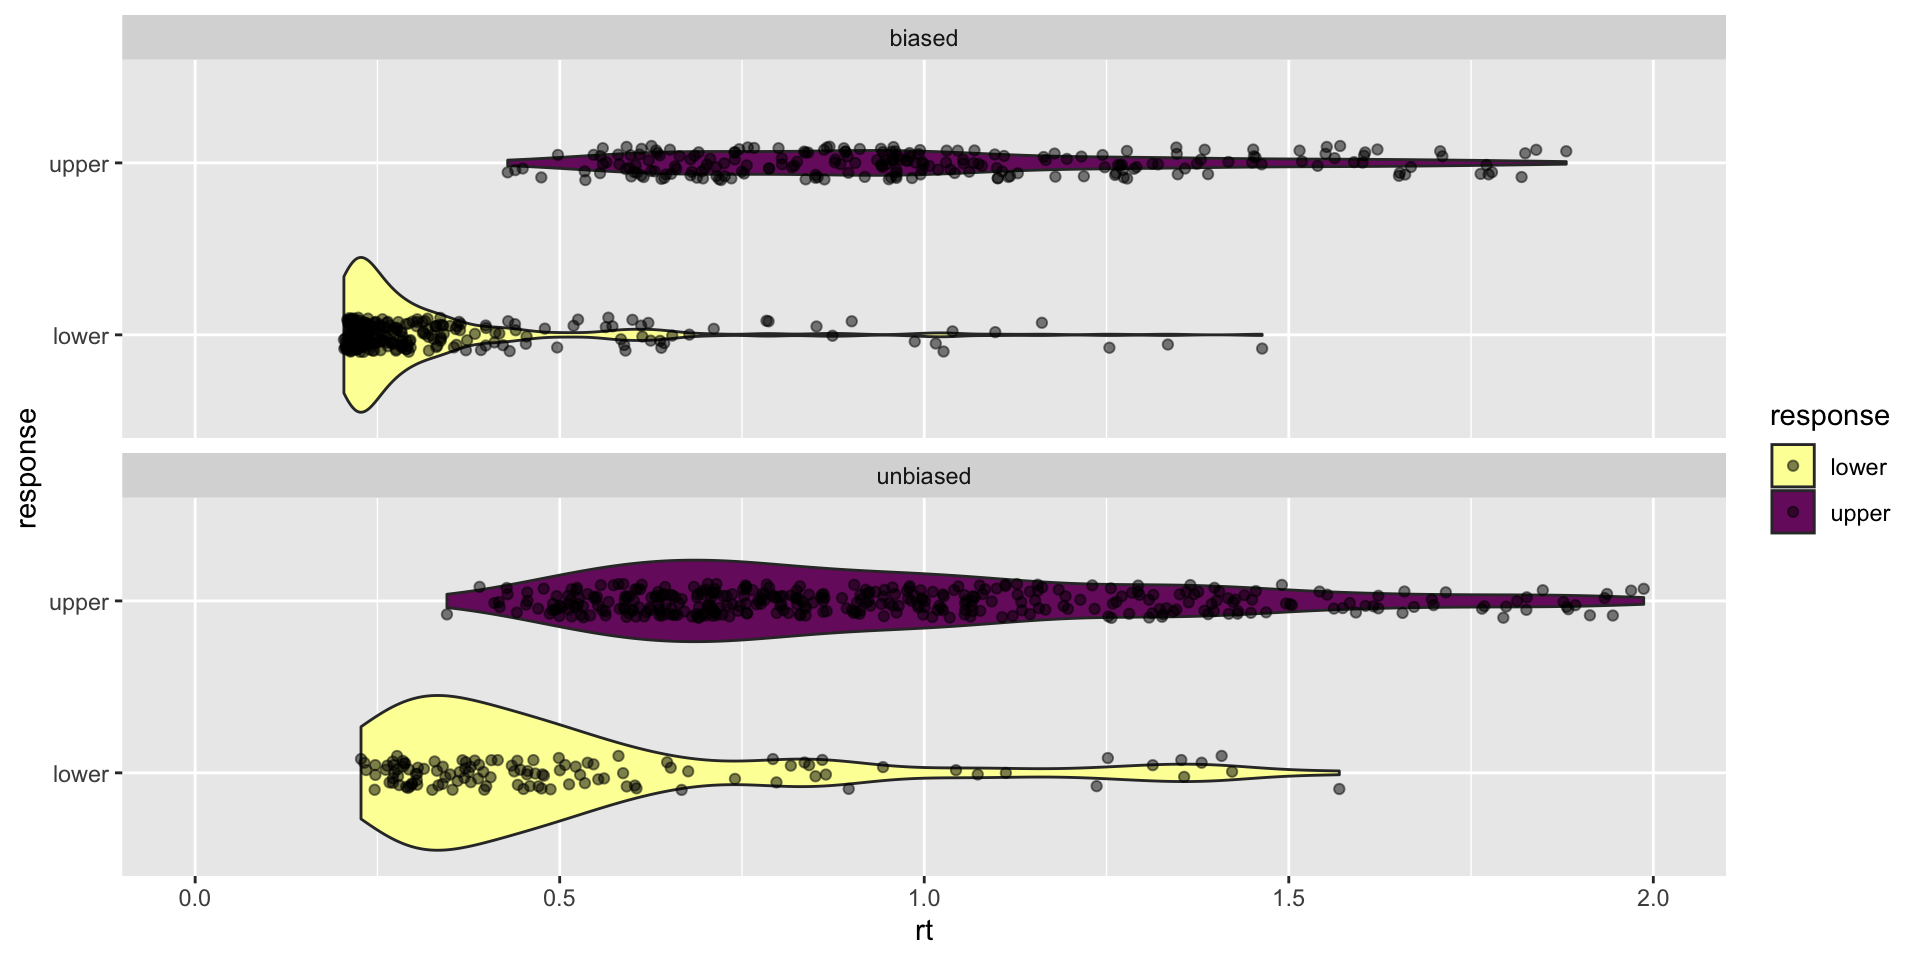 biased
upper
lower
response
unbiased
upper
lower
0.0 0.5 1.0 1.5 2.0
rt
response
lower
upper